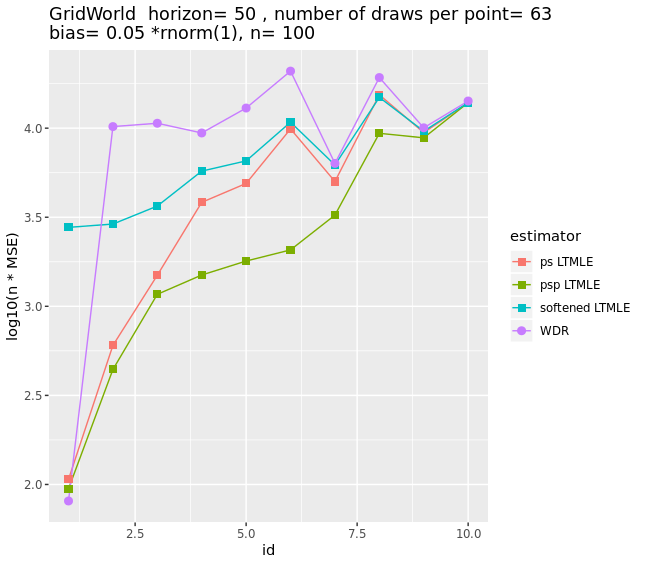 GridWorld  horizon= 50 , number of draws per point= 63
bias= 0.05 *rnorm(1), n= 100
log10(n * MSE)
4.0
3.5
3.0
2.5
2.0
2.5
5.0
7.5
10.0
id
estimator
ps LTMLE
psp LTMLE
softened LTMLE
WDR